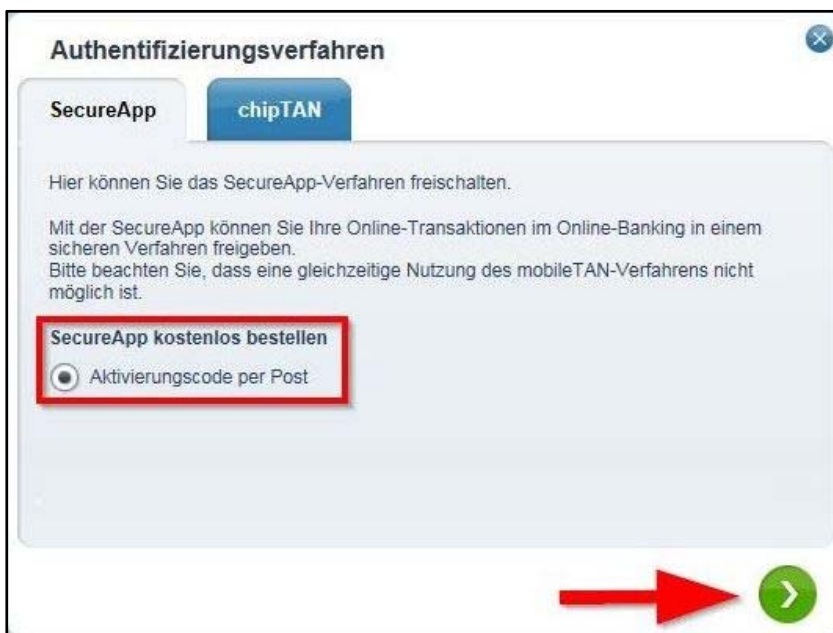 Authentifizierungsverfahren
SecureApp
chipTAN
Hier können Sie das SecureApp-Verfahren freischalten.
Mit der SecureApp können Sie Ihre Online-Transaktionen im Online-Banking in einem
sicheren Verfahren freigeben.
Bitte beachten Sie, dass eine gleichzeitige Nutzung des mobileTAN-Verfahrens nicht
möglich ist.
SecureApp kostenlos bestellen
Aktivierungscode per Post